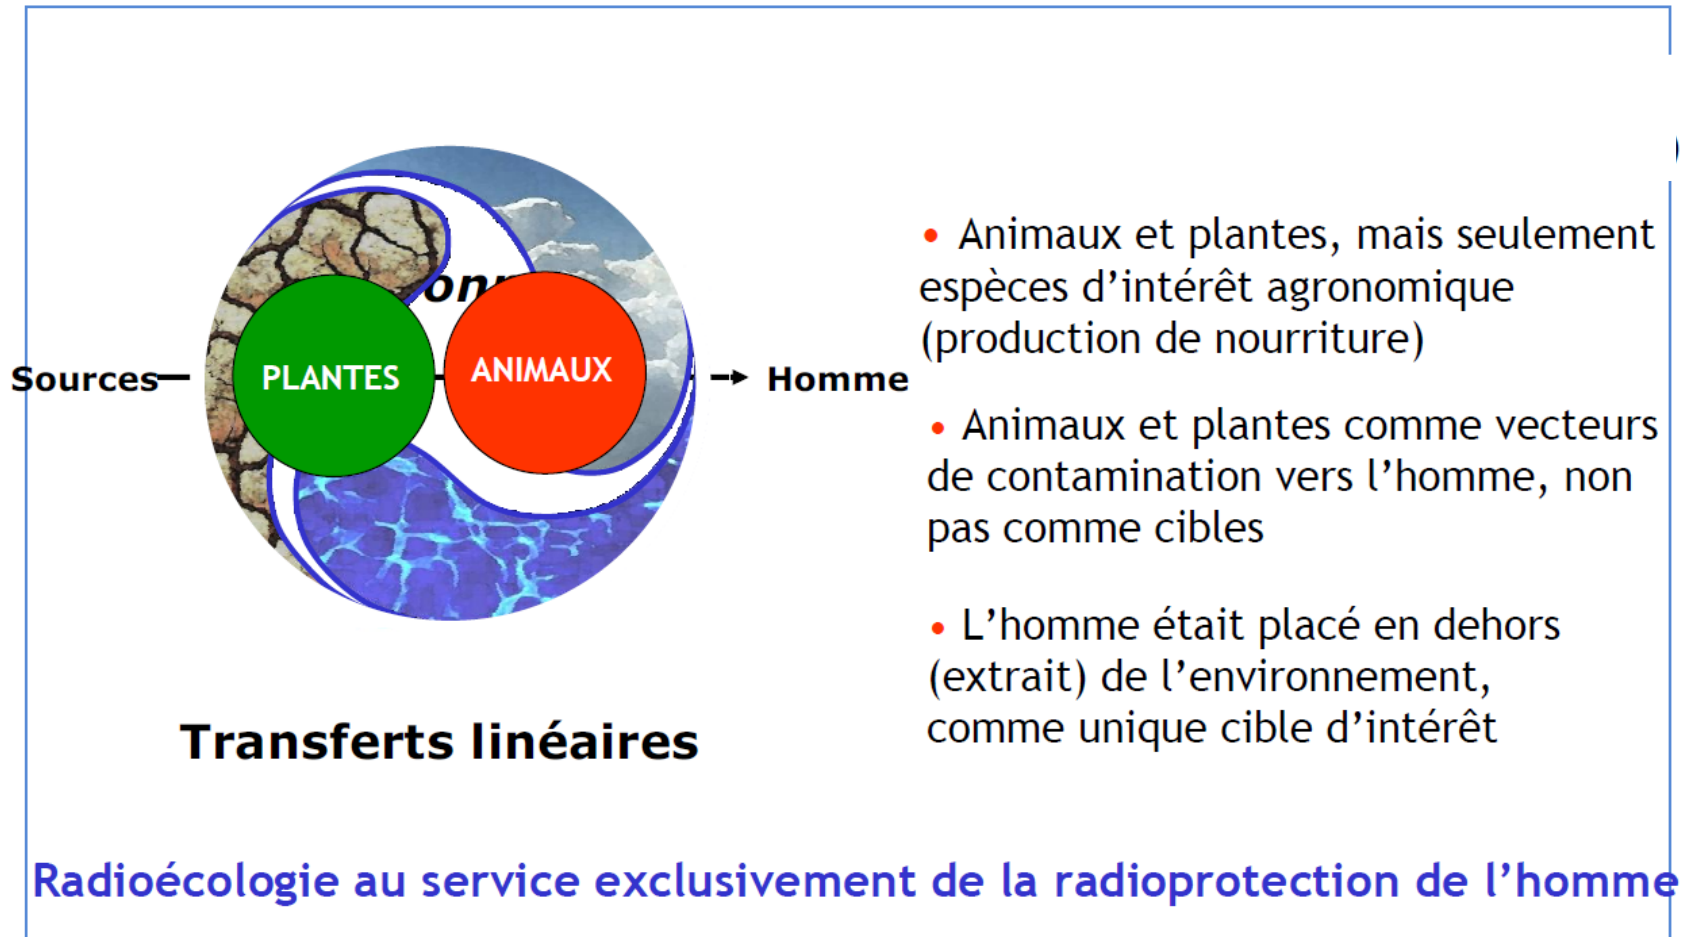 Sources
PLANTES
ANIMAUX
Homme
Transferts linéaires
• Animaux et plantes, mais seulement
espèces d’intérêt agronomique
(production de nourriture)
• Animaux et plantes comme vecteurs
de contamination vers l’homme, non
pas comme cibles
• L’homme était placé en dehors
(extrait) de l’environnement,
comme unique cible d’intérêt
Radioécologie au service exclusivement de la radioprotection de l’homme